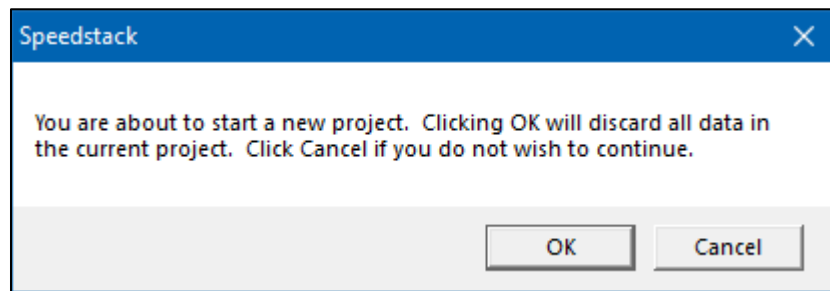 Speedstack
You are about to start a new project.  Clicking OK will discard all data in
the current project.  Click Cancel if you do not wish to continue.
OK
Cancel